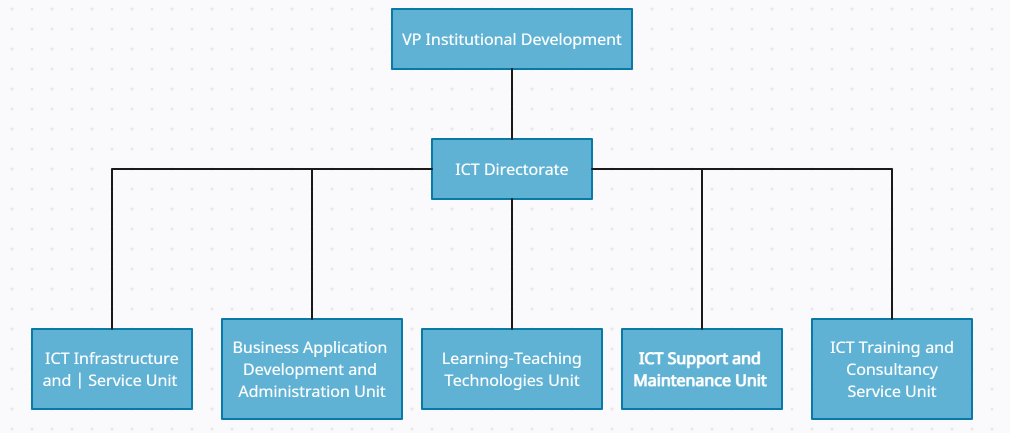 VP Institutional Development
ICT Directorate
ICT Infrastructure
and | Service Unit
Business Application
Development and
Administration Unit
Learning-Teaching
Technologies Unit
ICT Support and
Maintenance Unit
ICT Training and
Consultancy
Service Unit